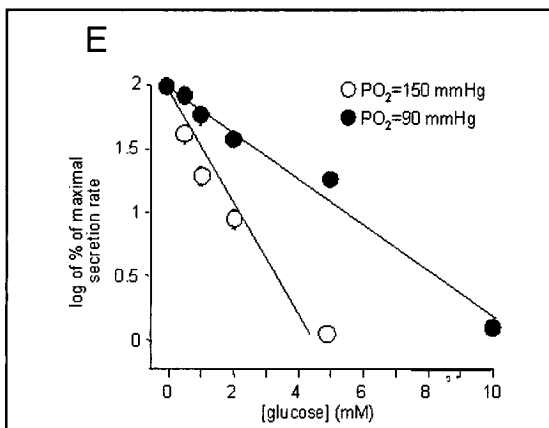 E
PO2=150 mmHg
PO2=90 mmHg
log of % of maximal
secretion rate
2
1.5
1
0.5
0
0 2 4 6 8 10
[glucose] (mM)